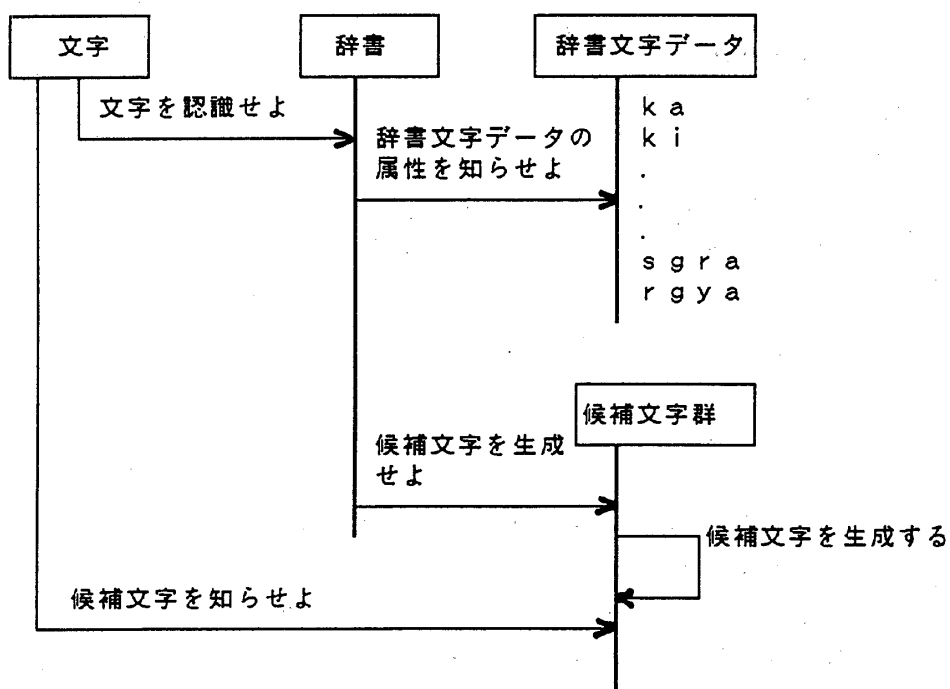 文字
辞書
辞書文字データ
文字を認識せよ
辞書文字データの
属性を知らせよ
ka
ki
.
.
.
sgra
rgya
候補文字群
候補文字を生成
せよ
候補文字を生成する
候補文字を知らせよ